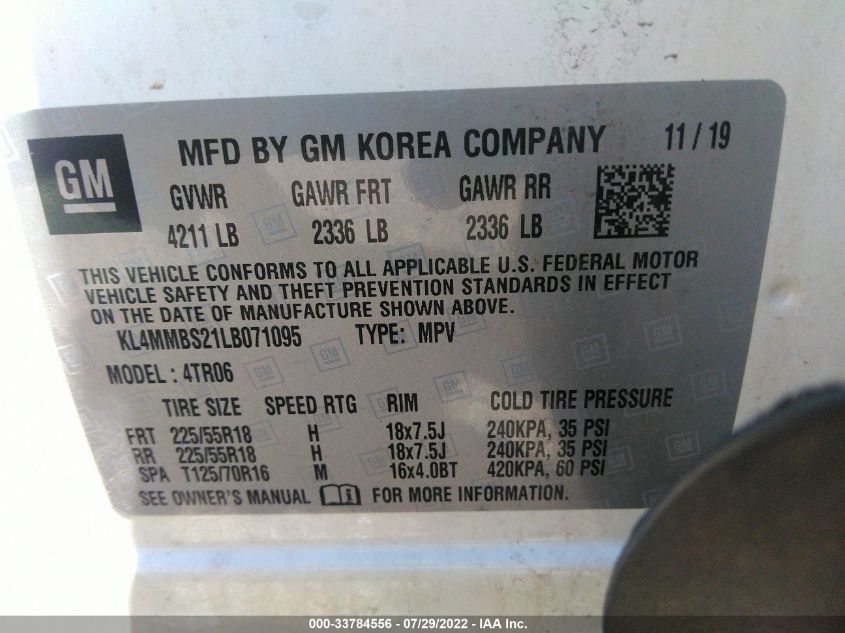 GM MFD BY GM KOREA COMPANY 11 / 19
GVWR GAWR FRT GAWR RR
4211 LB 2336 LB 2336 LB
THIS VEHICLE CONFORMS TO ALL APPLICABLE U.S. FEDERAL MOTOR
VEHICLE SAFETY AND THEFT PREVENTION STANDARDS IN EFFECT
ON THE DATE OF MANUFACTURE SHOWN ABOVE.
KL4MMBS21LB071095 TYPE: MPV
MODEL : 4TR06
TIRE SIZE SPEED RTG RIM COLD TIRE PRESSURE
FRT 225/55R18 H 18x7.5J 240KPA, 35 PSI
RR 225/55R18 H 18x7.5J 240KPA, 35 PSI
SPA T125/70R16 M 16x4.0BT 420KPA, 60 PSI
SEE OWNER'S MANUAL FOR MORE INFORMATION.
000-33784556 / 07/29/2022 - IAA Inc.